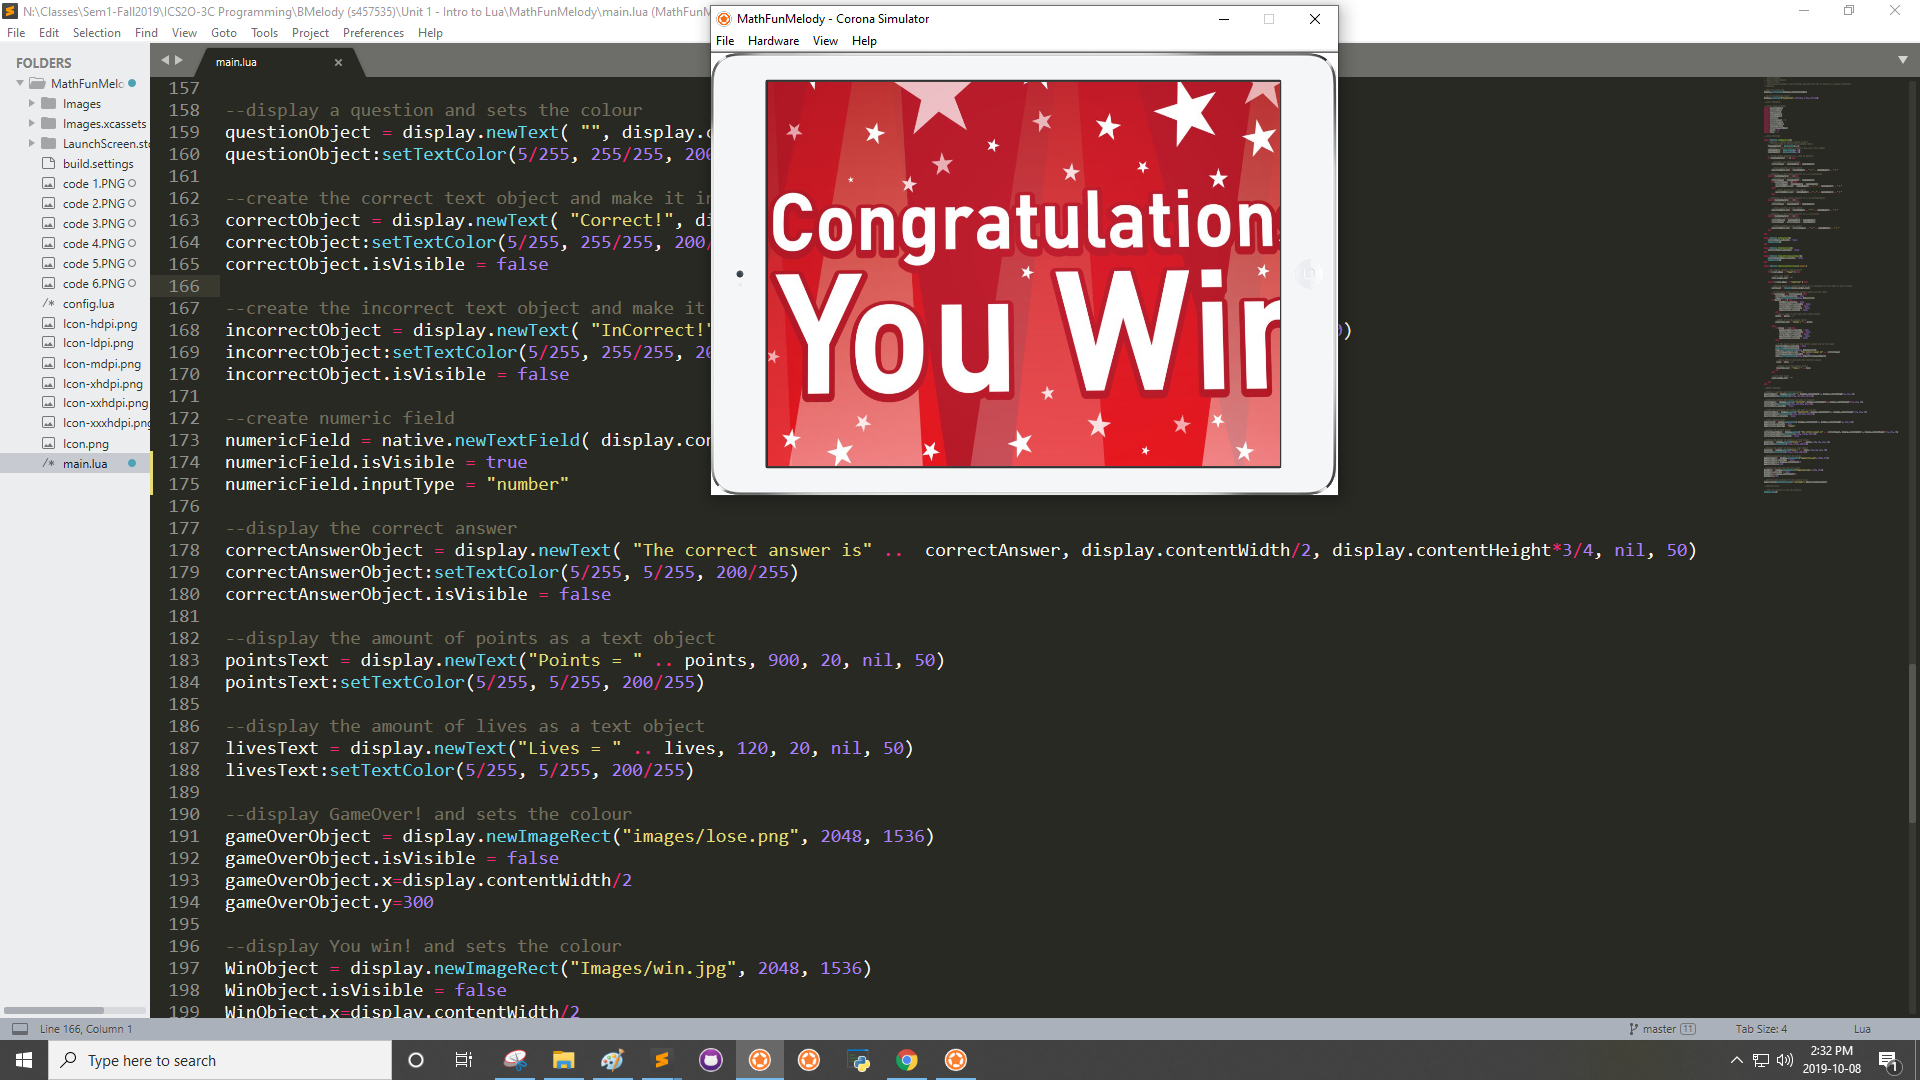 N:\Classes\Sem1-Fall2019\ICS2O-3C Programming\BMelody (s457535)\Unit 1 - Intro to Lua\MathFunMelody\main.lua (MathFunM
File Edit Selection Find View Goto Tools Project Preferences Help
MathFunMelody - Corona Simulator
File Hardware View Help
Congratulation
You Win
FOLDERS
MathFunMelo
Images
Images.xcassets
LaunchScreen.sto
build.settings
code 1.PNG
code 2.PNG
code 3.PNG
code 4.PNG
code 5.PNG
code 6.PNG
config.lua
Icon-hdpi.png
Icon-ldpi.png
Icon-mdpi.png
Icon-xhdpi.png
Icon-xxhdpi.png
Icon-xxxhdpi.png
Icon.png
main.lua
main.lua
157
158 --display a question and sets the colour
159 questionObject = display.newText( "", display.c
160 questionObject:setTextColor(5/255, 255/255, 200
161
162 --create the correct text object and make it in
163 correctObject = display.newText( "Correct!", di
164 correctObject:setTextColor(5/255, 255/255, 200/
165 correctObject.isVisible = false
166
167 --create the incorrect text object and make it
168 incorrectObject = display.newText( "InCorrect!" )
169 incorrectObject:setTextColor(5/255, 255/255, 20
170 incorrectObject.isVisible = false
171
172 --create numeric field
173 numericField = native.newTextField( display.con
174 numericField.isVisible = true
175 numericField.inputType = "number"
176
177 --display the correct answer
178 correctAnswerObject = display.newText( "The correct answer is" ..  correctAnswer, display.contentWidth/2, display.contentHeight*3/4, nil, 50)
179 correctAnswerObject:setTextColor(5/255, 5/255, 200/255)
180 correctAnswerObject.isVisible = false
181
182 --display the amount of points as a text object
183 pointsText = display.newText("Points = " .. points, 900, 20, nil, 50)
184 pointsText:setTextColor(5/255, 5/255, 200/255)
185
186 --display the amount of lives as a text object
187 livesText = display.newText("Lives = " .. lives, 120, 20, nil, 50)
188 livesText:setTextColor(5/255, 5/255, 200/255)
189
190 --display GameOver! and sets the colour
191 gameOverObject = display.newImageRect("images/lose.png", 2048, 1536)
192 gameOverObject.isVisible = false
193 gameOverObject.x=display.contentWidth/2
194 gameOverObject.y=300
195
196 --display You win! and sets the colour
197 WinObject = display.newImageRect("Images/win.jpg", 2048, 1536)
198 WinObject.isVisible = false
199 WinObject.x=display.contentWidth/2
Line 166, Column 1 master 11 Tab Size: 4 Lua
Type here to search
2:32 PM
2019-10-08
1